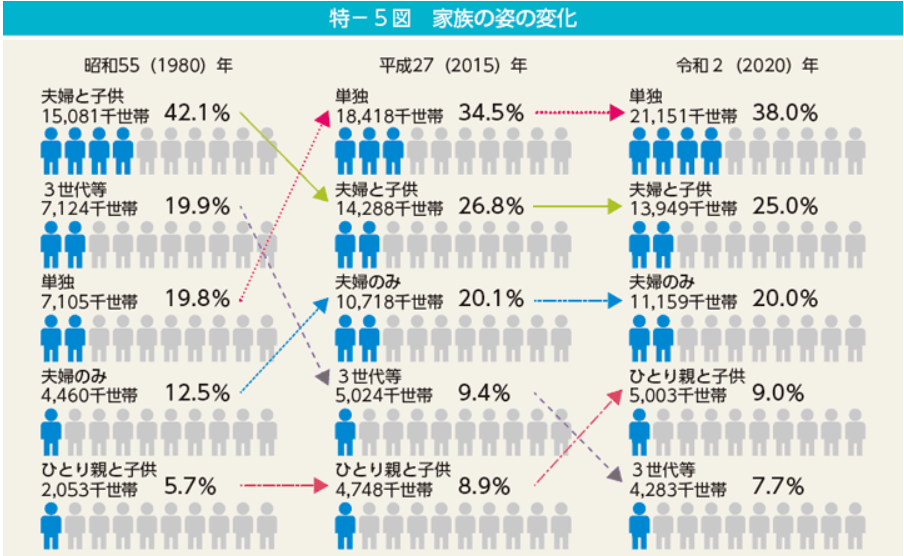 特－５図　家族の姿の変化
昭和55（1980）年
夫婦と子供
15,081千世帯 42.1%
３世代等
7,124千世帯 19.9%
単独
7,105千世帯 19.8%
夫婦のみ
4,460千世帯 12.5%
ひとり親と子供
2,053千世帯 5.7%
平成27（2015）年
単独
18,418千世帯 34.5%
夫婦と子供
14,288千世帯 26.8%
夫婦のみ
10,718千世帯 20.1%
３世代等
5,024千世帯 9.4%
ひとり親と子供
4,748千世帯 8.9%
令和２（2020）年
単独
21,151千世帯 38.0%
夫婦と子供
13,949千世帯 25.0%
夫婦のみ
11,159千世帯 20.0%
ひとり親と子供
5,003千世帯 9.0%
３世代等
4,283千世帯 7.7%